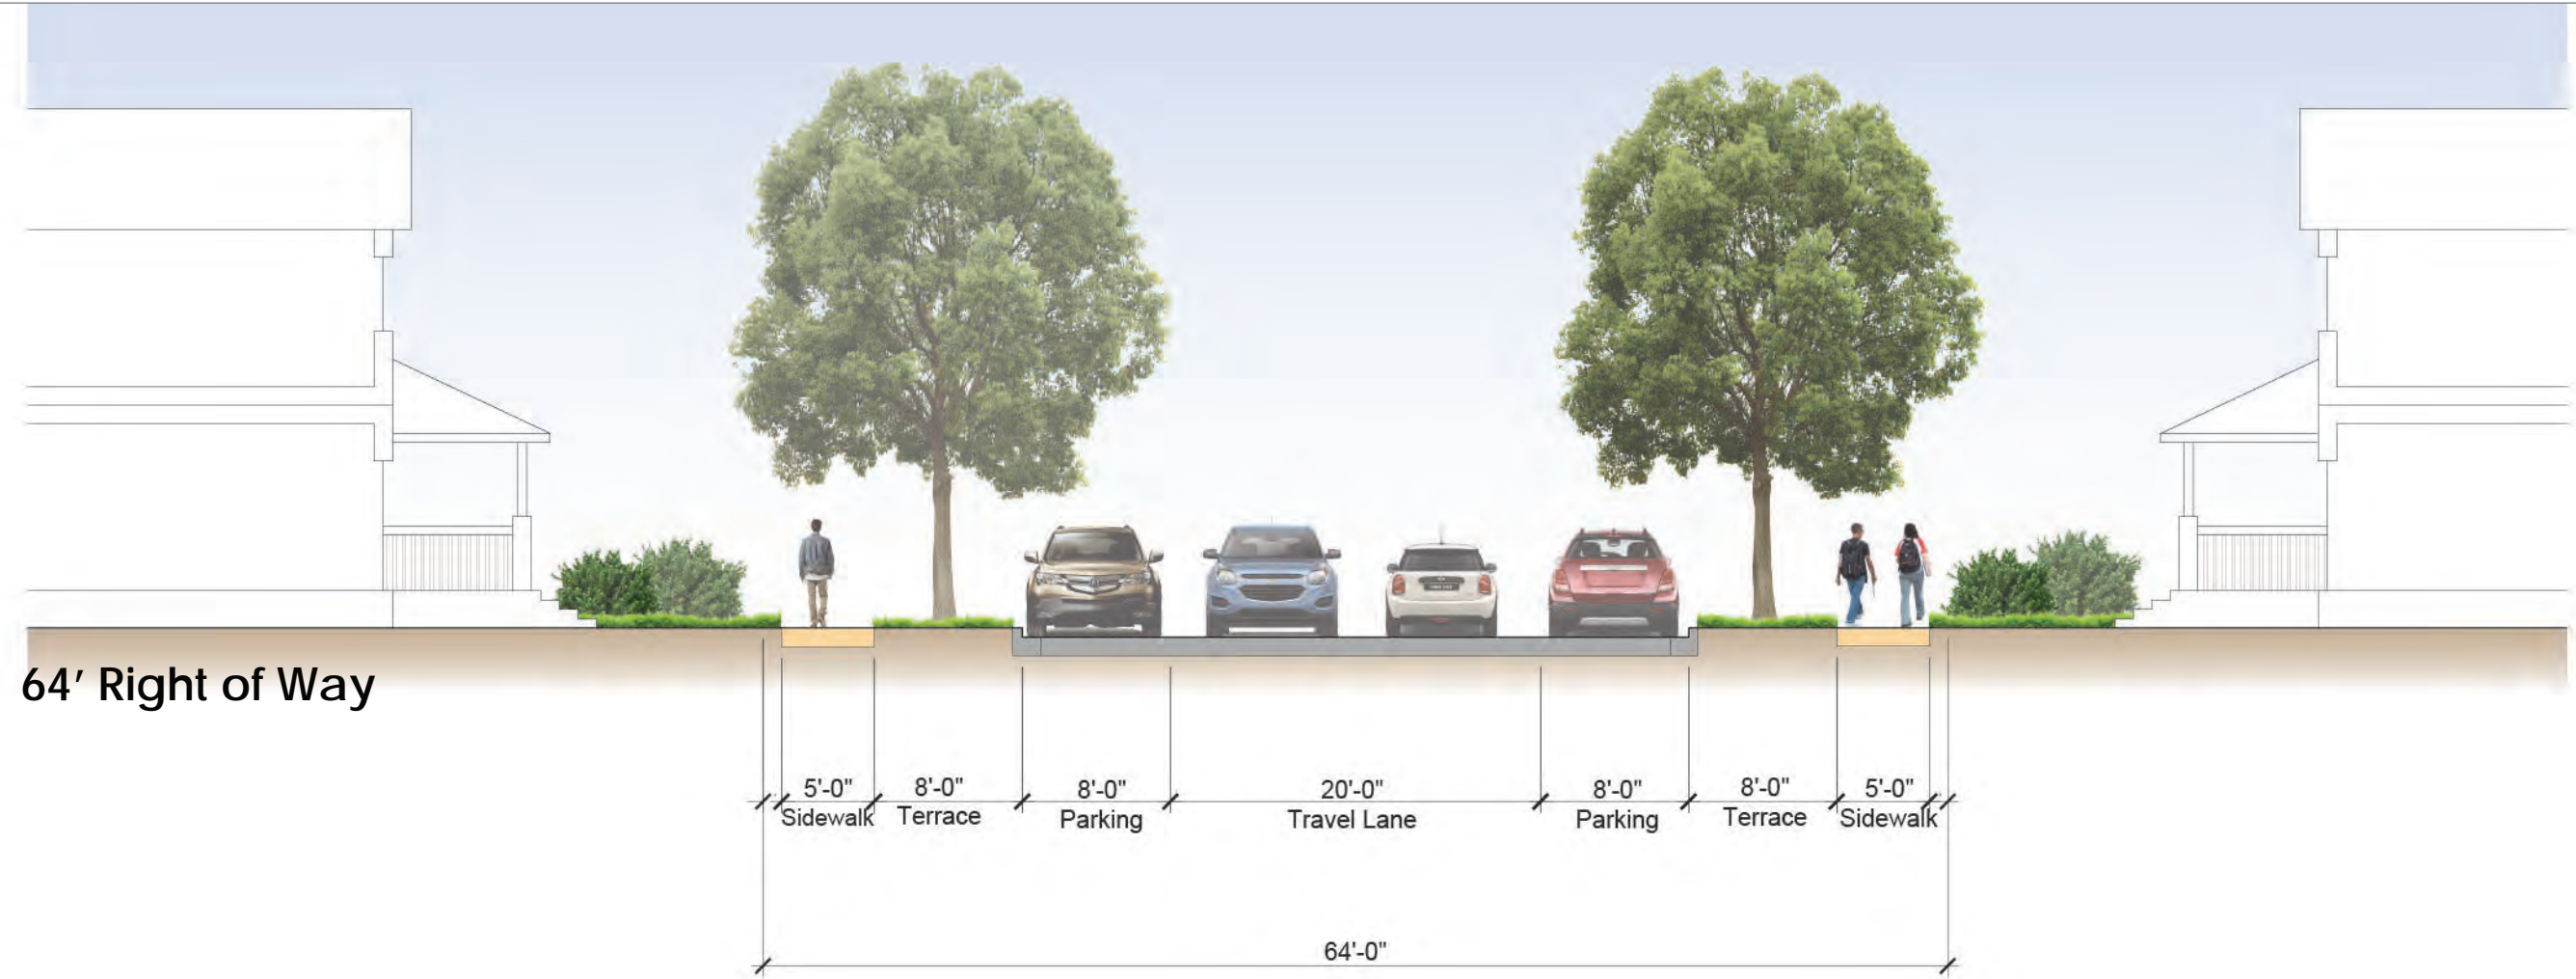 64' Right of Way
5'-0" 8'-0" 8'-0" 20'-0" 8'-0" 8'-0" 5'-0"
Sidewalk Terrace Parking Travel Lane Parking Terrace Sidewalk
64'-0"